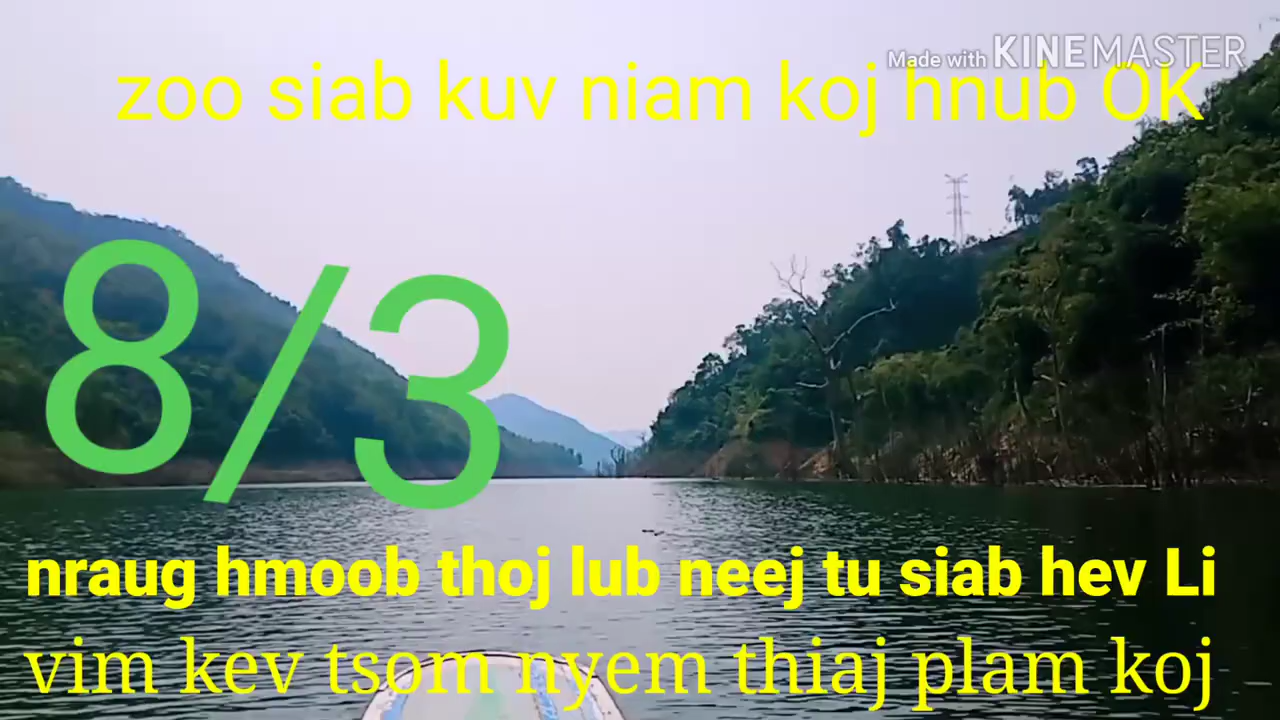 Made with KINEMASTER
zoo siab kuv niam koj hnub OK
8/3
nraug hmoob thoj lub neej tu siab hev Li
vim kev tsom nyem thiaj plam koj